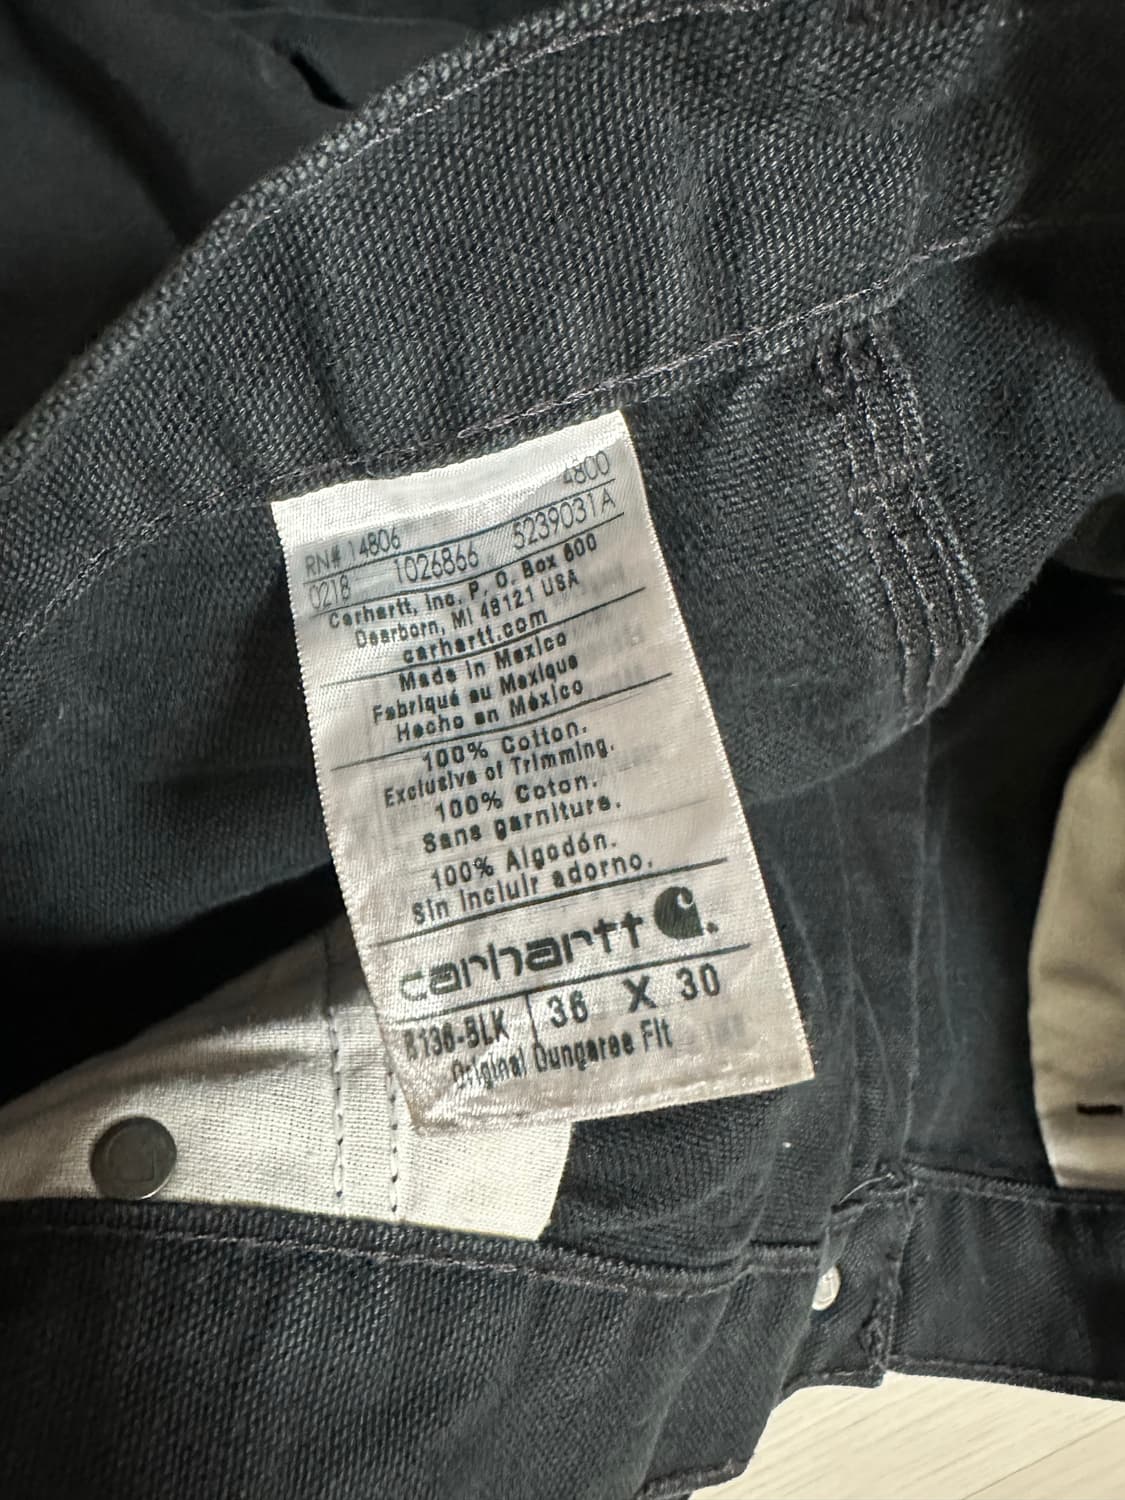 4800
RN# 14806
0218 1026866 5239031A
Carhartt, Inc. P. O. Box 600
Dearborn, MI 48121 USA
carhartt.com
Made in Mexico
Fabriqué au Mexique
Hecho en México
100% Cotton.
Exclusive of Trimming.
100% Coton.
Sans garniture.
100% Algodón.
Sin incluir adorno.
carhartt
B136-BLK 36 X 30
Original Dungaree Fit